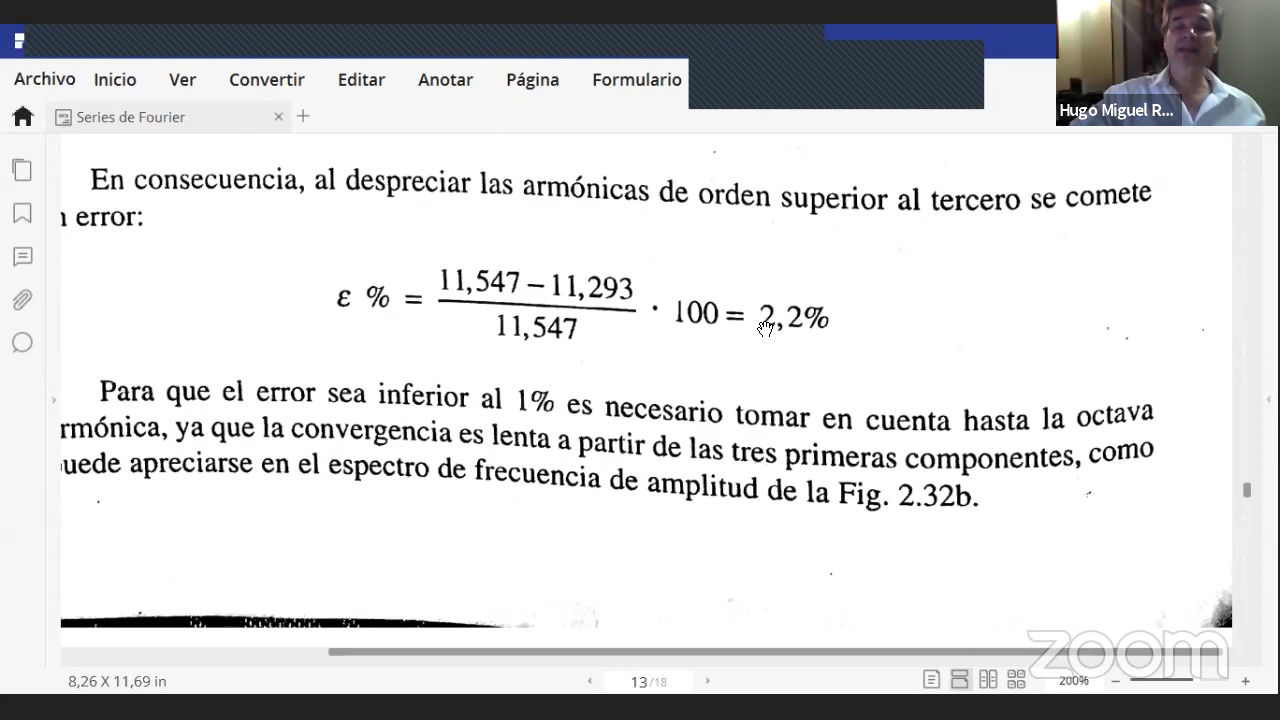 Archivo Inicio Ver Convertir Editar Anotar Página Formulario
Hugo Miguel R...
Series de Fourier
En consecuencia, al despreciar las armónicas de orden superior al tercero se comete
error:
ε % = 11,547 – 11,293 / 11,547 · 100 = 2,2%
Para que el error sea inferior al 1% es necesario tomar en cuenta hasta la octava
rmónica, ya que la convergencia es lenta a partir de las tres primeras componentes, como
uede apreciarse en el espectro de frecuencia de amplitud de la Fig. 2.32b.
zoom
8,26 X 11,69 in
13 /18
200%